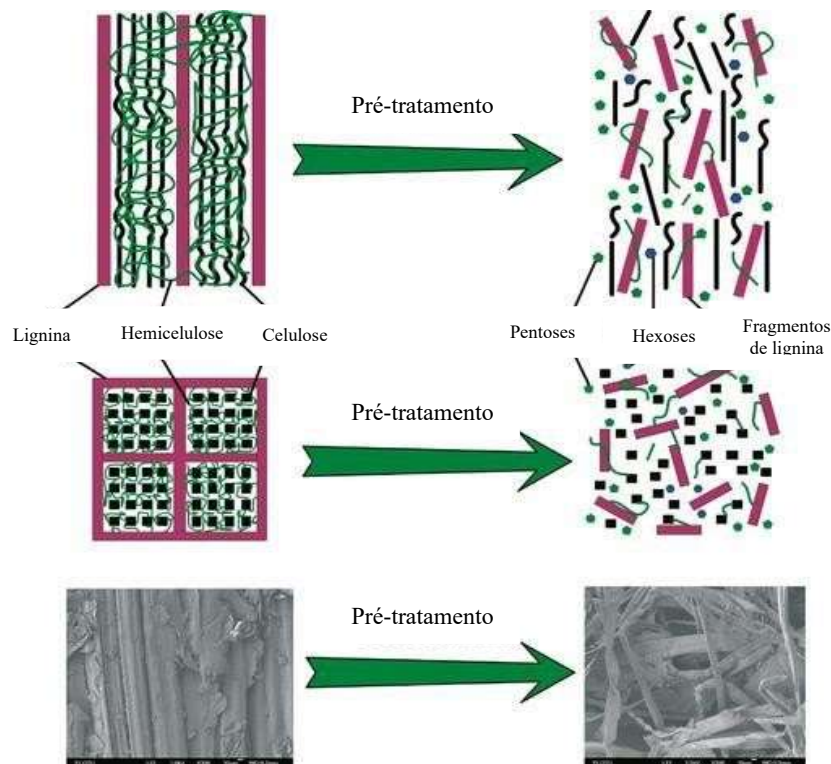 Pré-tratamento
Lignina
Hemicelulose
Celulose
Pentoses
Hexoses
Fragmentos
de lignina
Pré-tratamento
Pré-tratamento